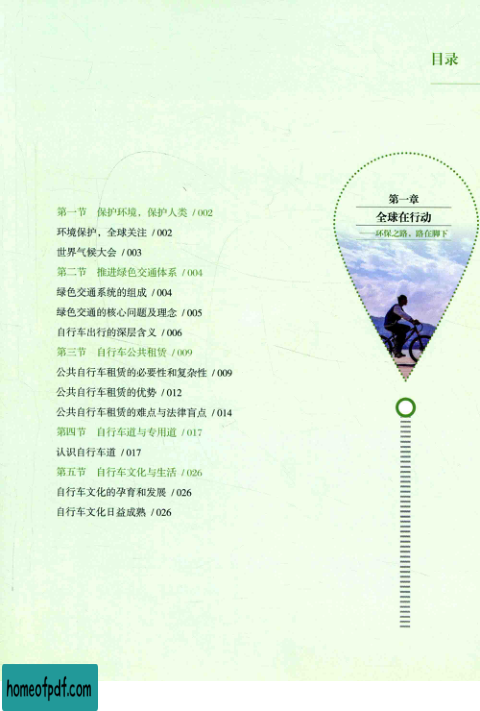 目录
第一章
全球在行动
——环保之路，路在脚下
第一节 保护环境，保护人类 / 002
环境保护，全球关注 / 002
世界气候大会 / 003
第二节 推进绿色交通体系 / 004
绿色交通系统的组成 / 004
绿色交通的核心问题及理念 / 005
自行车出行的深层含义 / 006
第三节 自行车公共租赁 / 009
公共自行车租赁的必要性和复杂性 / 009
公共自行车租赁的优势 / 012
公共自行车租赁的难点与法律盲点 / 014
第四节 自行车道与专用道 / 017
认识自行车道 / 017
第五节 自行车文化与生活 / 026
自行车文化的孕育和发展 / 026
自行车文化日益成熟 / 026
homeofpdf.com